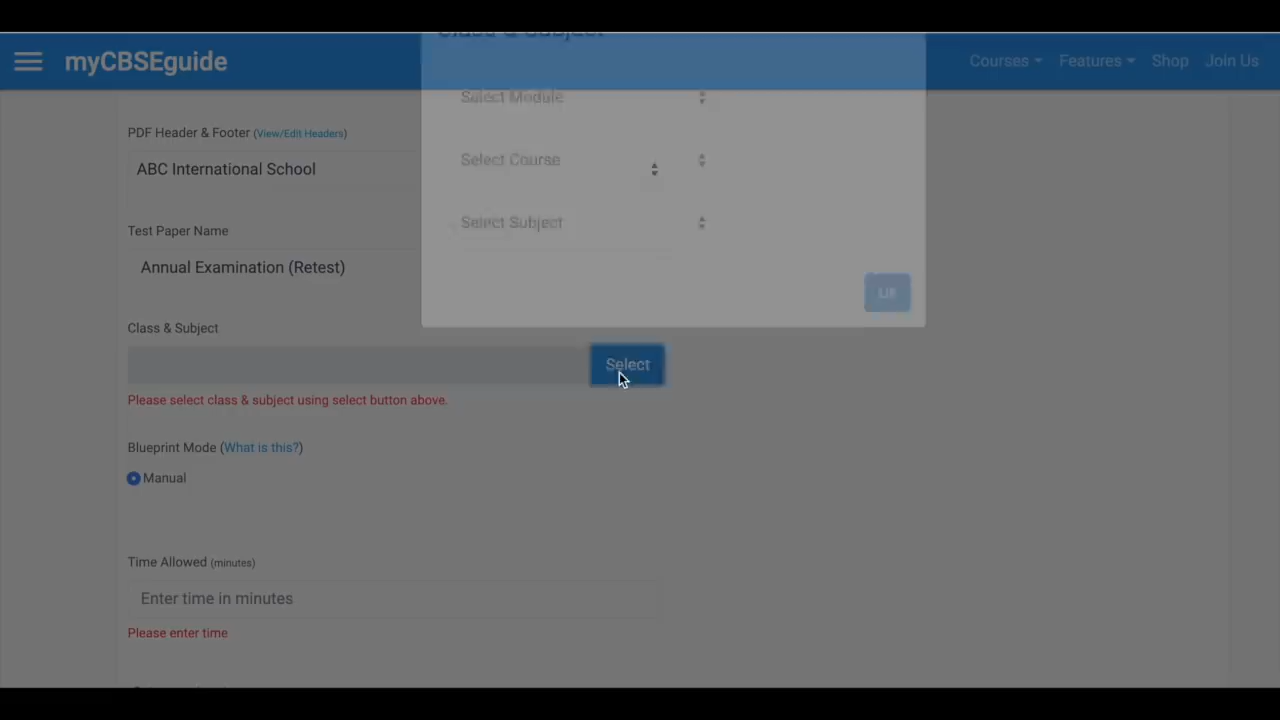 myCBSEguide
Courses Features Shop Join Us
Class & Subject
Select Module
Select Course
Select Subject
PDF Header & Footer (View/Edit Headers)
ABC International School
Test Paper Name
Annual Examination (Retest)
Class & Subject
Select
Please select class & subject using select button above.
Blueprint Mode (What is this?)
Manual
Time Allowed (minutes)
Enter time in minutes
Please enter time